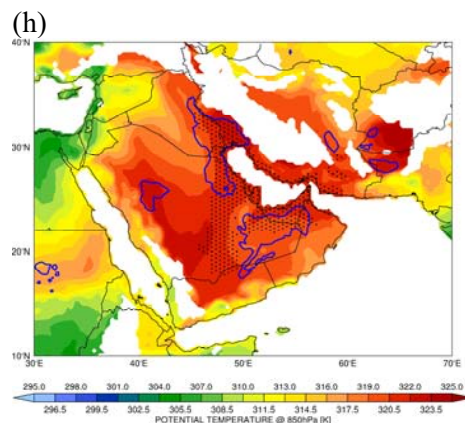 (h)
40°N
30°N
20°N
10°N
30°E 40°E 50°E 60°E 70°E
295.0 298.0 301.0 304.0 307.0 310.0 313.0 316.0 319.0 322.0 325.0
296.5 299.5 302.5 305.5 308.5 311.5 314.5 317.5 320.5 323.5
POTENTIAL TEMPERATURE @ 850hPa [K]